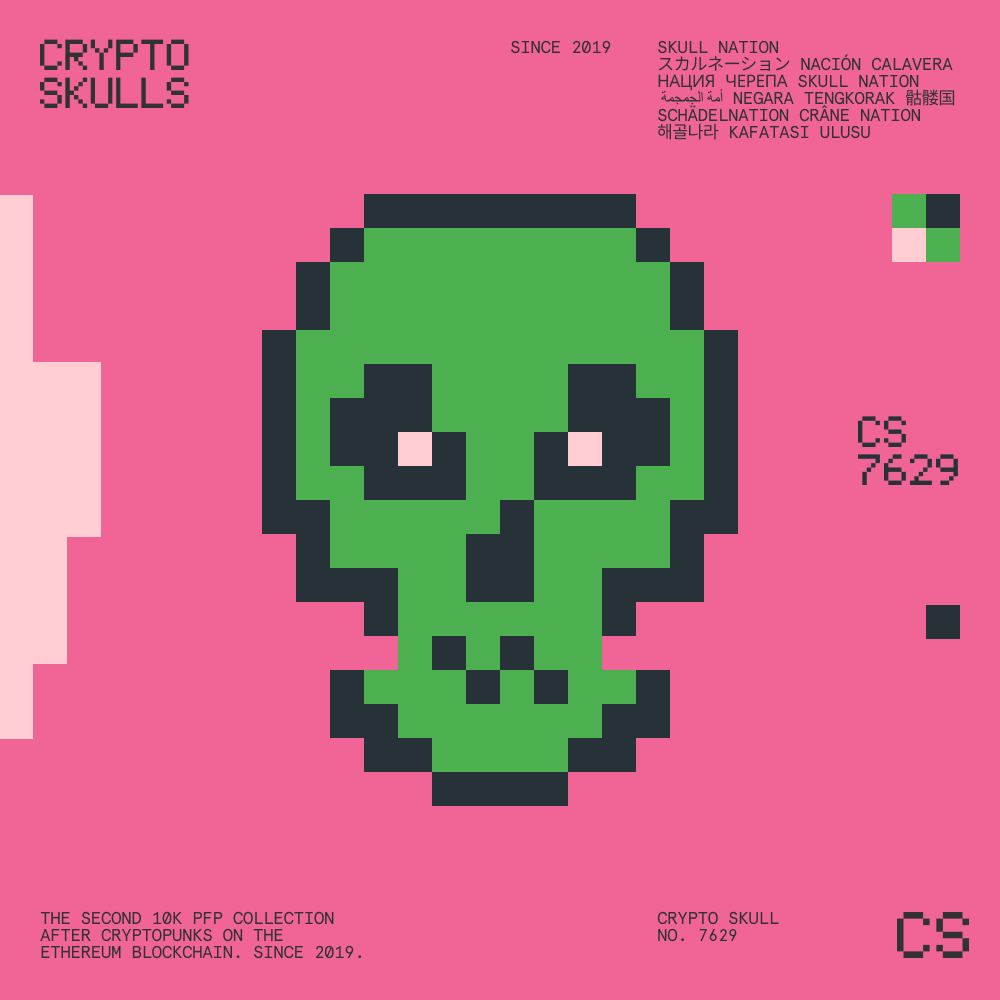 CRYPTO
SKULLS
SINCE 2019
SKULL NATION
スカルネーション NACIÓN CALAVERA
НАЦИЯ ЧЕРЕПА SKULL NATION
أمة الجمجمة NEGARA TENGKORAK 骷髅国
SCHÄDELNATION CRÂNE NATION
해골나라 KAFATASI ULUSU
CS
7629
THE SECOND 10K PFP COLLECTION
AFTER CRYPTOPUNKS ON THE
ETHEREUM BLOCKCHAIN. SINCE 2019.
CRYPTO SKULL
NO. 7629
CS